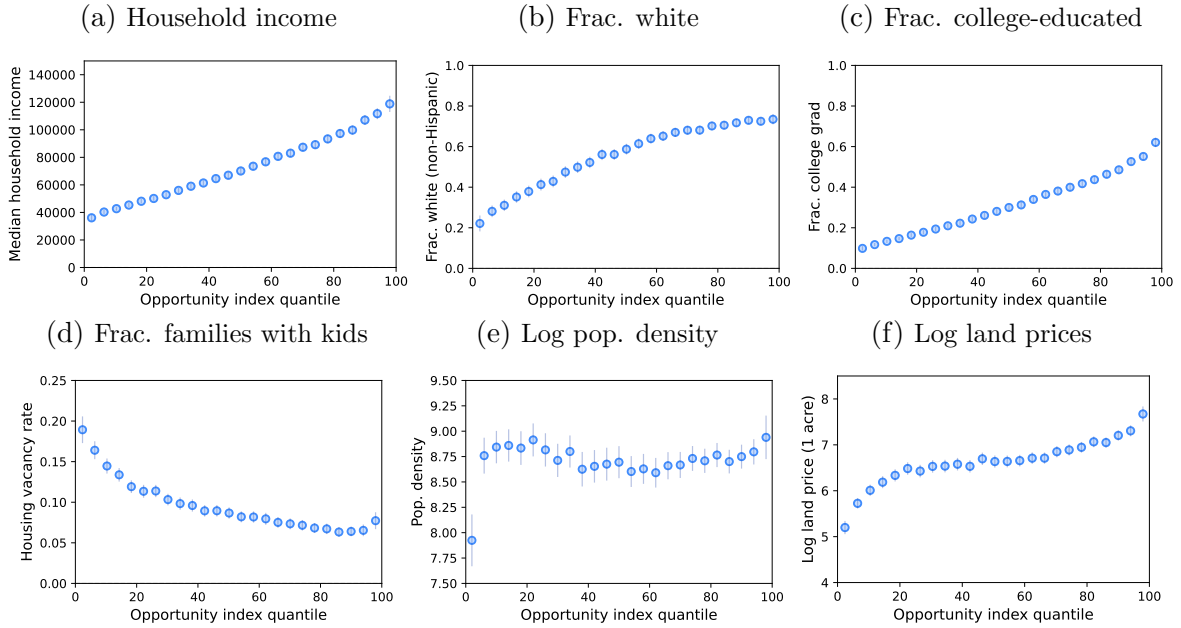 (a) Household income
Median household income
140000
120000
100000
80000
60000
40000
20000
0
0 20 40 60 80 100
Opportunity index quantile
(b) Frac. white
Frac. white (non-Hispanic)
1.0
0.8
0.6
0.4
0.2
0.0
0 20 40 60 80 100
Opportunity index quantile
(c) Frac. college-educated
Frac. college grad
1.0
0.8
0.6
0.4
0.2
0.0
0 20 40 60 80 100
Opportunity index quantile
(d) Frac. families with kids
Housing vacancy rate
0.25
0.20
0.15
0.10
0.05
0.00
0 20 40 60 80 100
Opportunity index quantile
(e) Log pop. density
Pop. density
9.50
9.25
9.00
8.75
8.50
8.25
8.00
7.75
7.50
0 20 40 60 80 100
Opportunity index quantile
(f) Log land prices
Log land price (1 acre)
8
7
6
5
4
0 20 40 60 80 100
Opportunity index quantile